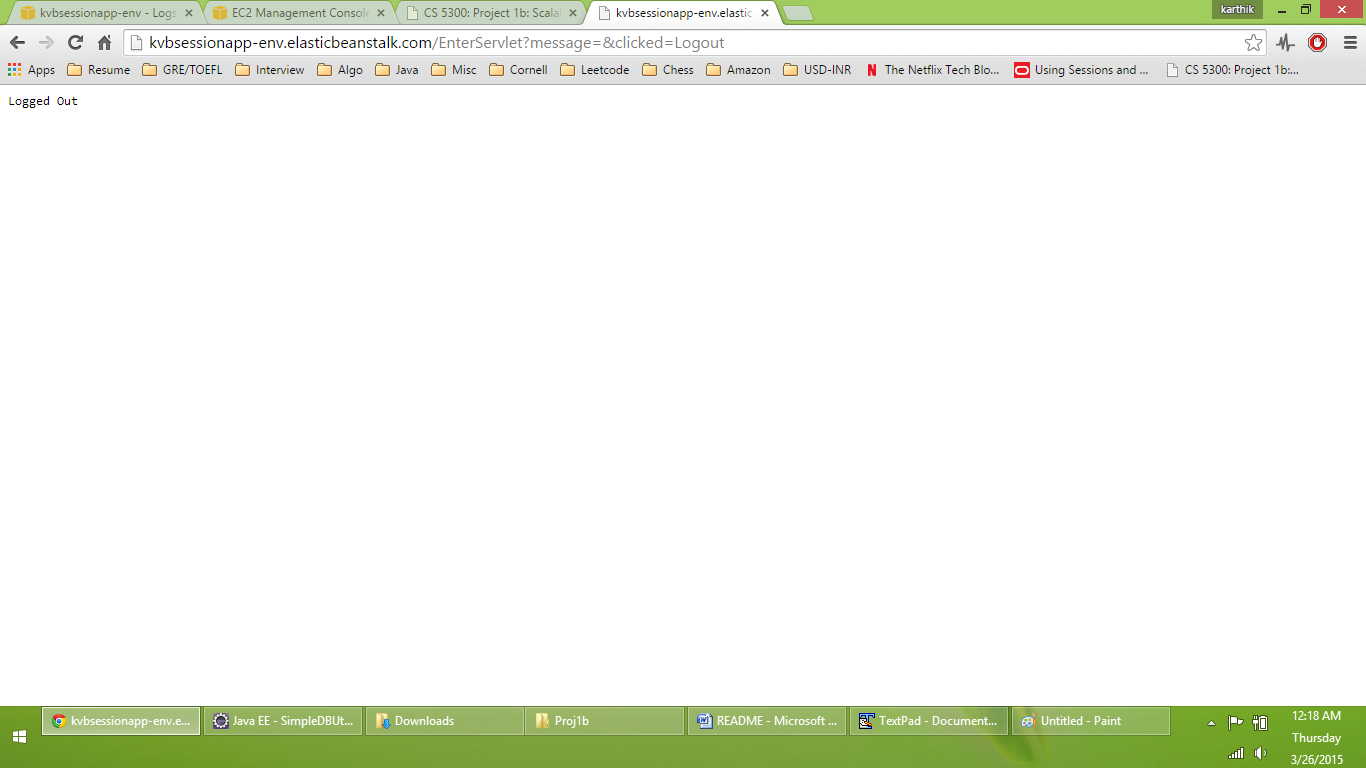 kvbsessionapp-env - Logs EC2 Management Console CS 5300: Project 1b: Scala kvbsessionapp-env.elastic karthik
kvbsessionapp-env.elasticbeanstalk.com/EnterServlet?message=&clicked=Logout
Apps Resume GRE/TOEFL Interview Algo Java Misc Cornell Leetcode Chess Amazon USD-INR The Netflix Tech Blo... Using Sessions and ... CS 5300: Project 1b:...
Logged Out
kvbsessionapp-env.e... Java EE - SimpleDBUt... Downloads Proj1b README - Microsoft ... TextPad - Document... Untitled - Paint 12:18 AM
Thursday
3/26/2015